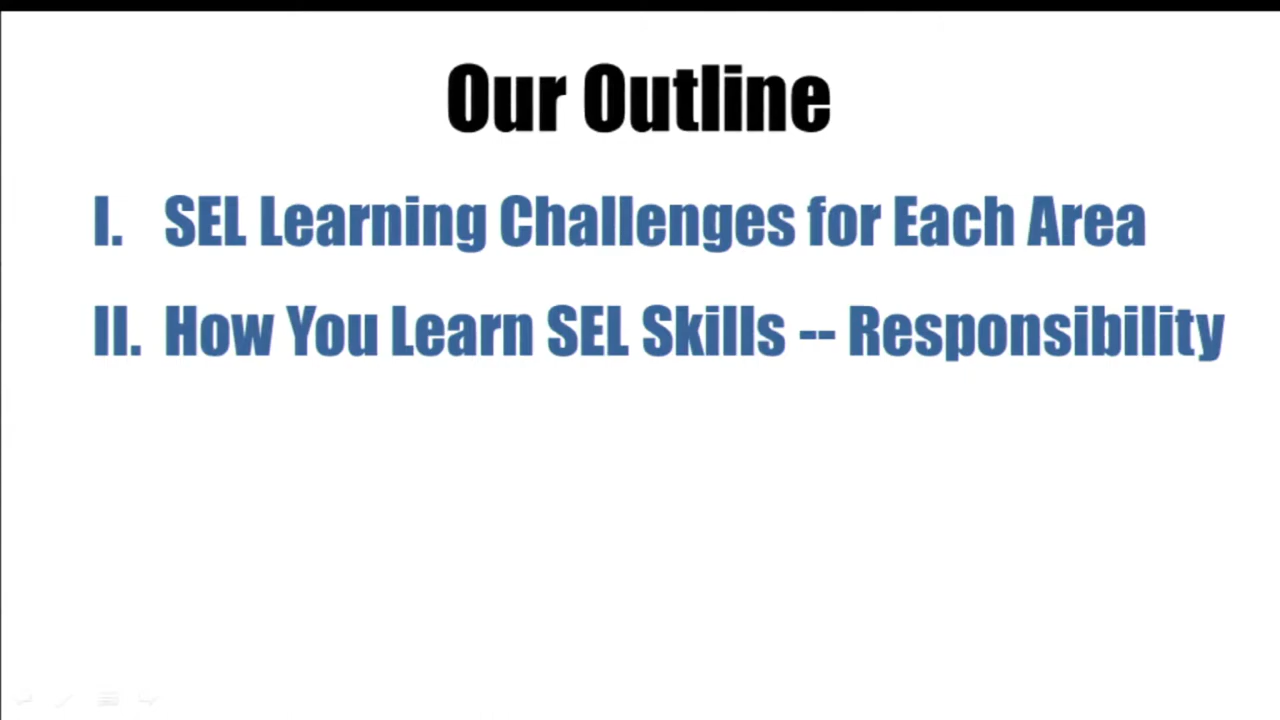 Our Outline
I. SEL Learning Challenges for Each Area
II. How You Learn SEL Skills -- Responsibility